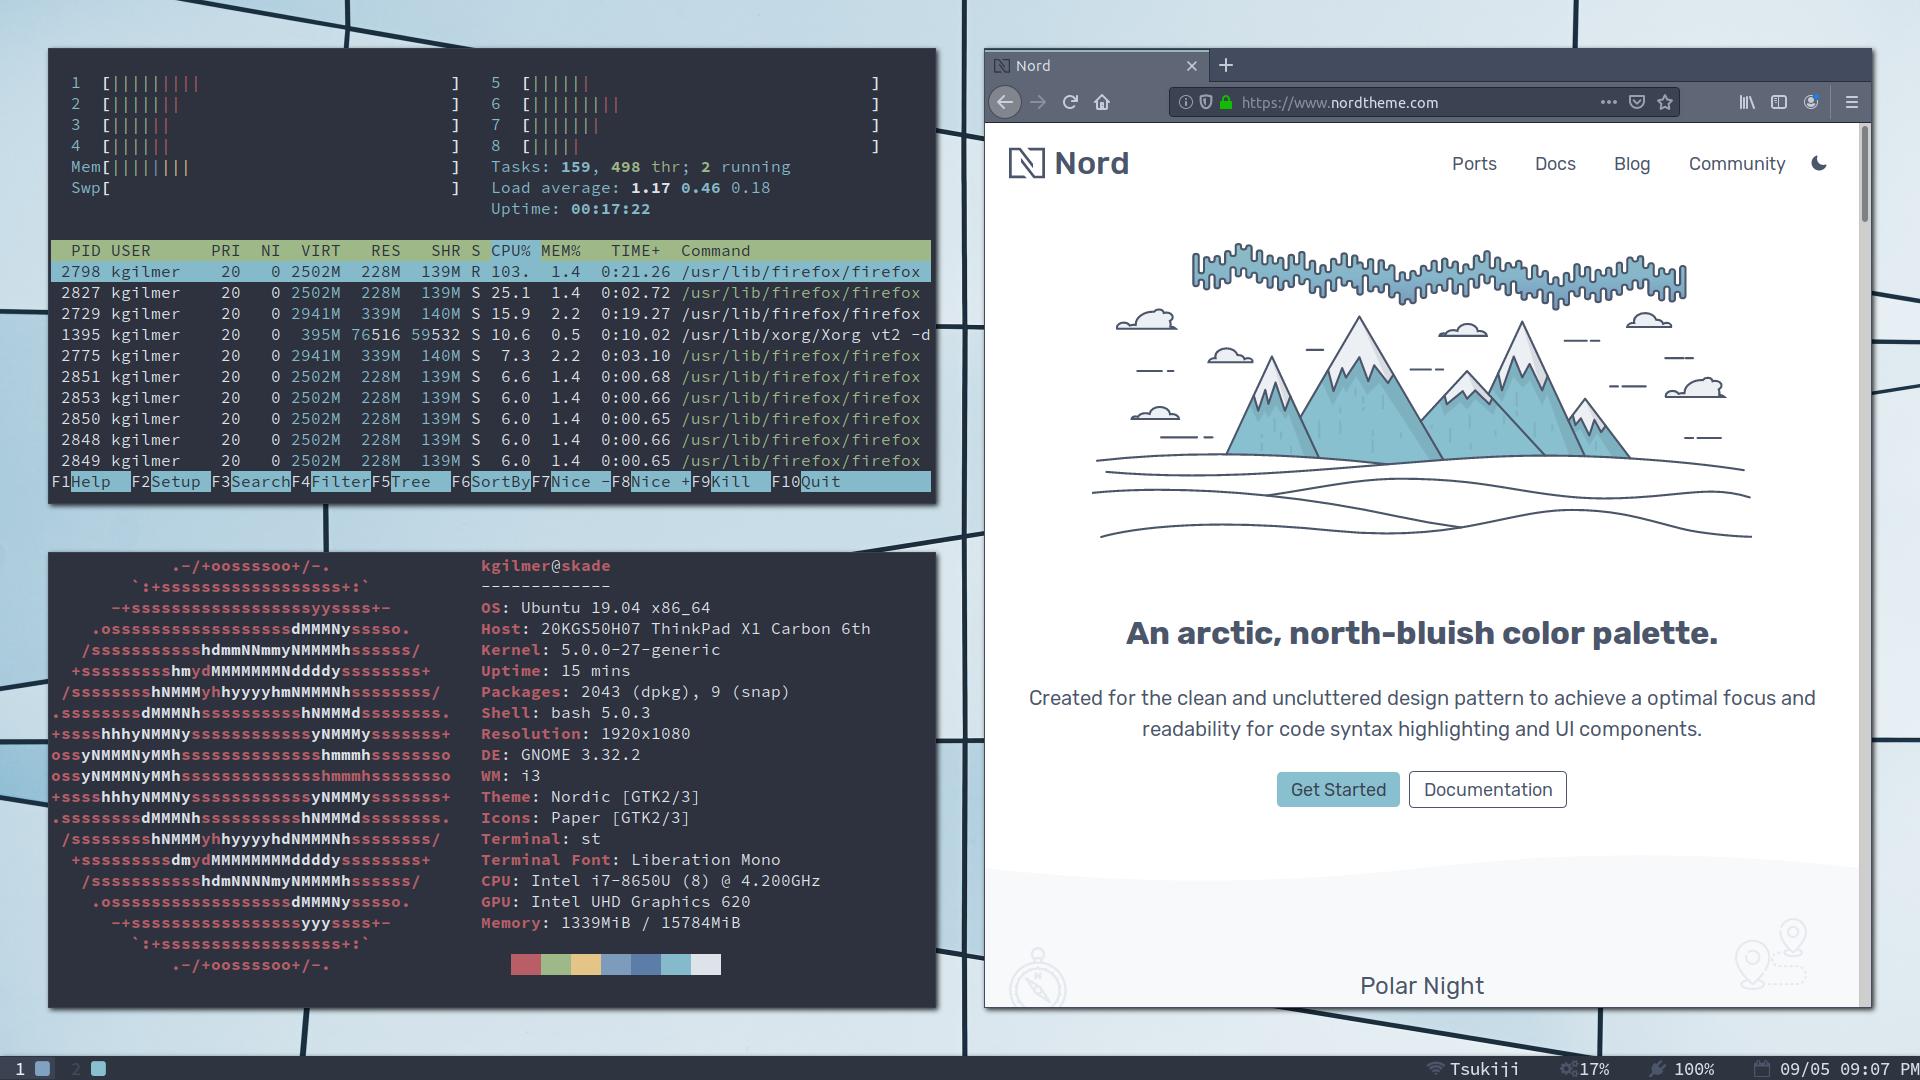 1 [||||||||| ] 5 [|||||| ]
2 [||||||| ] 6 [||||||||| ]
3 [|||||| ] 7 [||||||| ]
4 [|||||| ] 8 [||||| ]
Mem[|||||||| ] Tasks: 159, 498 thr; 2 running
Swp[ ] Load average: 1.17 0.46 0.18
Uptime: 00:17:22
PID USER PRI NI VIRT RES SHR S CPU% MEM% TIME+ Command
2798 kgilmer 20 0 2502M 228M 139M R 103. 1.4 0:21.26 /usr/lib/firefox/firefox
2827 kgilmer 20 0 2502M 228M 139M S 25.1 1.4 0:02.72 /usr/lib/firefox/firefox
2729 kgilmer 20 0 2941M 339M 140M S 15.9 2.2 0:19.27 /usr/lib/firefox/firefox
1395 kgilmer 20 0 395M 76516 59532 S 10.6 0.5 0:10.02 /usr/lib/xorg/Xorg vt2 -d
2775 kgilmer 20 0 2941M 339M 140M S 7.3 2.2 0:03.10 /usr/lib/firefox/firefox
2851 kgilmer 20 0 2502M 228M 139M S 6.6 1.4 0:00.68 /usr/lib/firefox/firefox
2853 kgilmer 20 0 2502M 228M 139M S 6.0 1.4 0:00.66 /usr/lib/firefox/firefox
2850 kgilmer 20 0 2502M 228M 139M S 6.0 1.4 0:00.65 /usr/lib/firefox/firefox
2848 kgilmer 20 0 2502M 228M 139M S 6.0 1.4 0:00.66 /usr/lib/firefox/firefox
2849 kgilmer 20 0 2502M 228M 139M S 6.0 1.4 0:00.65 /usr/lib/firefox/firefox
F1Help F2Setup F3SearchF4FilterF5Tree F6SortByF7Nice -F8Nice +F9Kill F10Quit
.-/+oossssoo+/-.
`:+ssssssssssssssssss+:`
-+ssssssssssssssssssyyssss+-
.ossssssssssssssssssdMMMNysssso.
/ssssssssssshdmmNNmmyNMMMMhssssss/
+ssssssssshmydMMMMMMMNddddyssssssss+
/sssssssshNMMMyhhyyyyhmNMMMNhssssssss/
.ssssssssdMMMNhsssssssssshNMMMdssssssss.
+sssshhhyNMMNyssssssssssssyNMMMysssssss+
ossyNMMMNyMMhsssssssssssssshmmmhssssssso
ossyNMMMNyMMhsssssssssssssshmmmhssssssso
+sssshhhyNMMNyssssssssssssyNMMMysssssss+
.ssssssssdMMMNhsssssssssshNMMMdssssssss.
/sssssssshNMMMyhhyyyyhdNMMMNhssssssss/
+sssssssssdmydMMMMMMMMddddyssssssss+
/ssssssssssshdmNNNNmyNMMMMhssssss/
.ossssssssssssssssssdMMMNysssso.
-+sssssssssssssssssyyyssss+-
`:+ssssssssssssssssss+:`
.-/+oossssoo+/-.
kgilmer@skade
-------------
OS: Ubuntu 19.04 x86_64
Host: 20KGS50H07 ThinkPad X1 Carbon 6th
Kernel: 5.0.0-27-generic
Uptime: 15 mins
Packages: 2043 (dpkg), 9 (snap)
Shell: bash 5.0.3
Resolution: 1920x1080
DE: GNOME 3.32.2
WM: i3
Theme: Nordic [GTK2/3]
Icons: Paper [GTK2/3]
Terminal: st
Terminal Font: Liberation Mono
CPU: Intel i7-8650U (8) @ 4.200GHz
GPU: Intel UHD Graphics 620
Memory: 1339MiB / 15784MiB
Nord
https://www.nordtheme.com
Nord Ports Docs Blog Community
An arctic, north-bluish color palette.
Created for the clean and uncluttered design pattern to achieve a optimal focus and
readability for code syntax highlighting and UI components.
Get Started Documentation
N
Polar Night
1 2 Tsukiji 17% 100% 09/05 09:07 PM